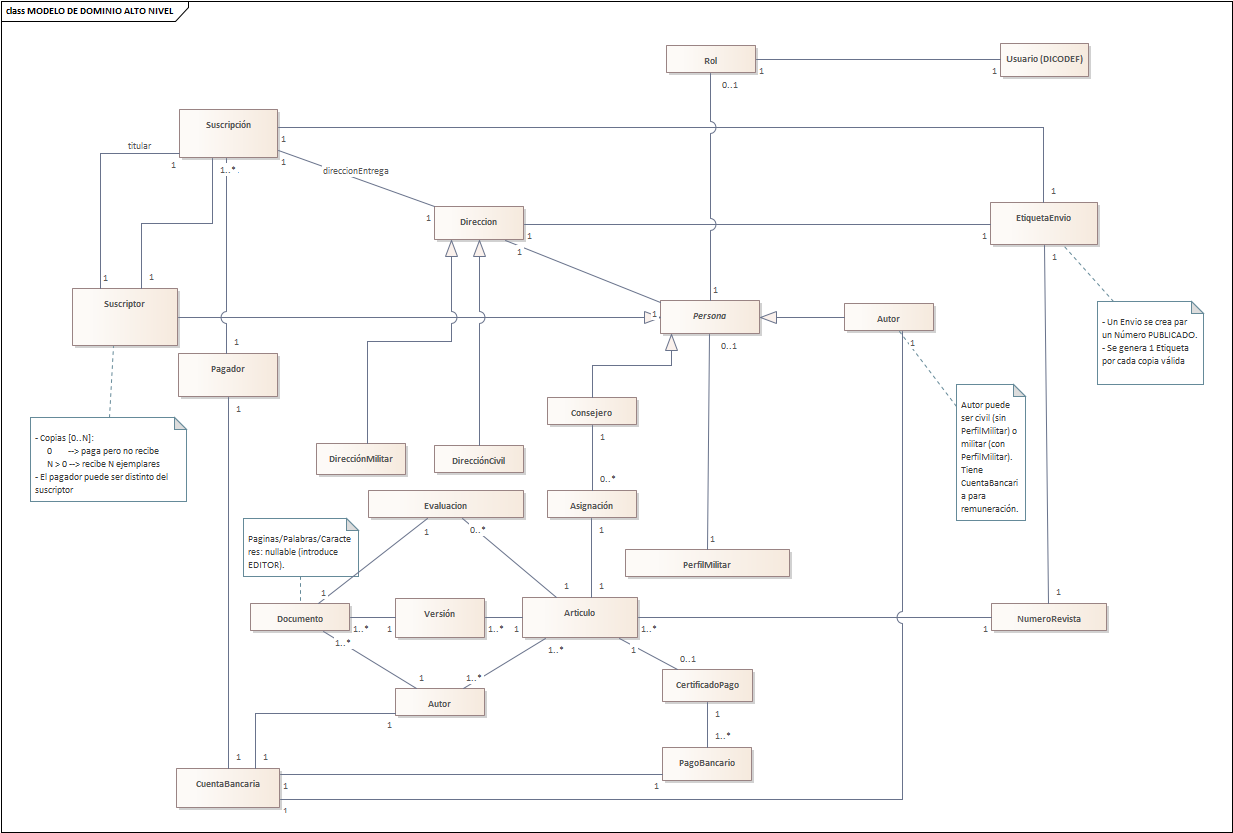 class MODELO DE DOMINIO ALTO NIVEL
Rol
1
1
Usuario (DICODEF)
0..1
Suscripción
1
titular
1
1..*
1
direccionEntrega
1
EtiquetaEnvio
1
Direccion
1
1
1
1
1
1
Suscriptor
1
1
Persona
1
Autor
0..1
1
1
- Un Envío se crea par
un Número PUBLICADO.
- Se genera 1 Etiqueta
por cada copia válida
Pagador
1
Autor puede
ser civil (sin
PerfilMilitar) o
militar (con
PerfilMilitar).
Tiene
CuentaBancari
a para
remuneración.
Consejero
1
- Copias [0..N]:
0 --> paga pero no recibe
N > 0 --> recibe N ejemplares
- El pagador puede ser distinto del
suscriptor
DirecciónMilitar
DirecciónCivil
0..*
Evaluacion
Asignación
1
0..*
1
Paginas/Palabras/Caracte
res: nullable (introduce
EDITOR).
1
PerfilMilitar
1
1
1
1
Documento
Versión
Articulo
NumeroRevista
1..*
1
1..*
1
1..*
1
1..*
1..*
1
0..1
1
1..*
CertificadoPago
Autor
1
1
1..*
1
1
PagoBancario
CuentaBancaria
1
1
1